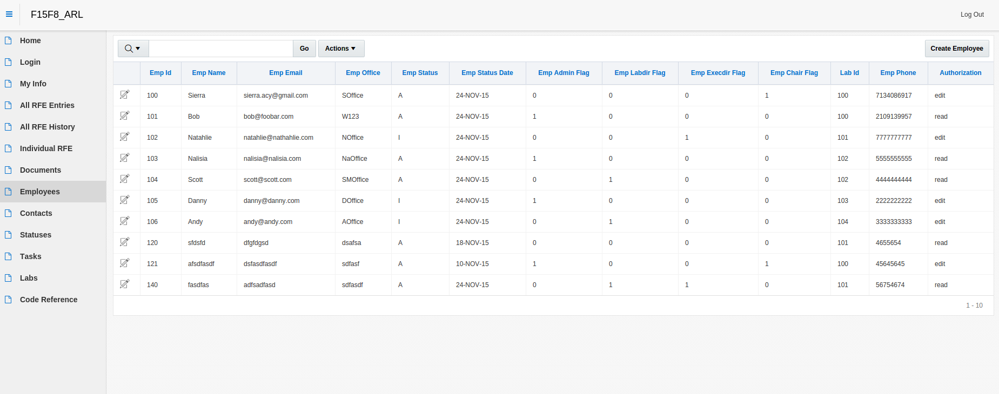 F15F8_ARL
Log Out
Home
Login
My Info
All RFE Entries
All RFE History
Individual RFE
Documents
Employees
Contacts
Statuses
Tasks
Labs
Code Reference
Go Actions Create Employee
Emp Id Emp Name Emp Email Emp Office Emp Status Emp Status Date Emp Admin Flag Emp Labdir Flag Emp Execdir Flag Emp Chair Flag Lab Id Emp Phone Authorization
100 Sierra sierra.acy@gmail.com SOffice A 24-NOV-15 0 0 0 1 100 7134086917 edit
101 Bob bob@foobar.com W123 A 24-NOV-15 1 0 0 0 100 2109139957 read
102 Natahlie natahlie@nathahlie.com NOffice I 24-NOV-15 0 0 1 0 101 7777777777 edit
103 Nalisia nalisia@nalisia.com NaOffice A 24-NOV-15 1 0 0 0 102 5555555555 read
104 Scott scott@scott.com SMOffice A 24-NOV-15 0 1 0 0 102 4444444444 read
105 Danny danny@danny.com DOffice I 24-NOV-15 1 0 0 0 103 2222222222 edit
106 Andy andy@andy.com AOffice I 24-NOV-15 0 1 0 0 104 3333333333 edit
120 sfdsfd dfgfdgsd dsafsa A 18-NOV-15 0 0 0 0 101 4655654 read
121 afsdfasdf dsfasdfasdf sdfasf A 10-NOV-15 1 0 0 1 100 45645645 edit
140 fasdfas adfsadfasd sdfasdf A 24-NOV-15 0 1 1 0 101 56754674 read
1 - 10